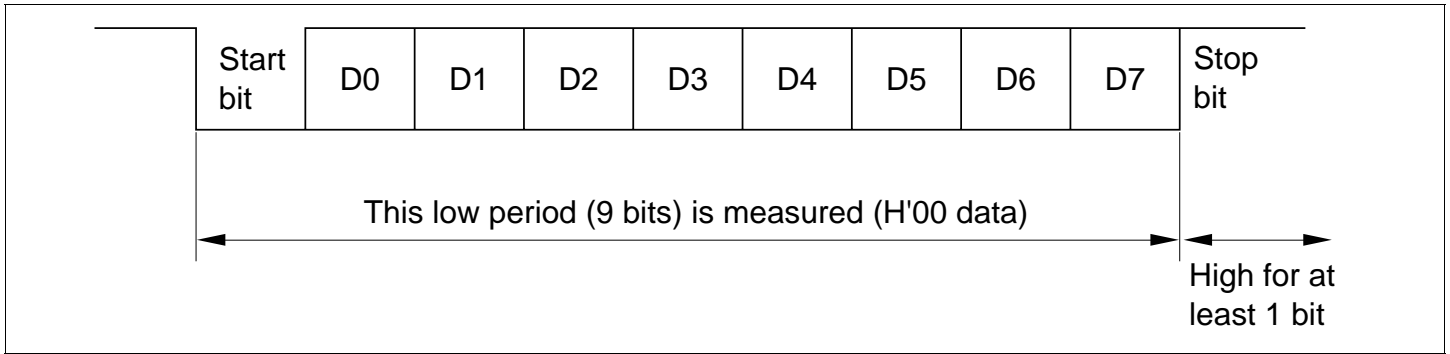 Start
bit
D0
D1
D2
D3
D4
D5
D6
D7
Stop
bit
This low period (9 bits) is measured (H'00 data)
High for at
least 1 bit